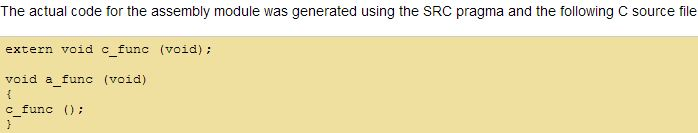 The actual code for the assembly module was generated using the SRC pragma and the following C source file
extern void c_func (void);
void a_func (void)
{
c_func ();
}